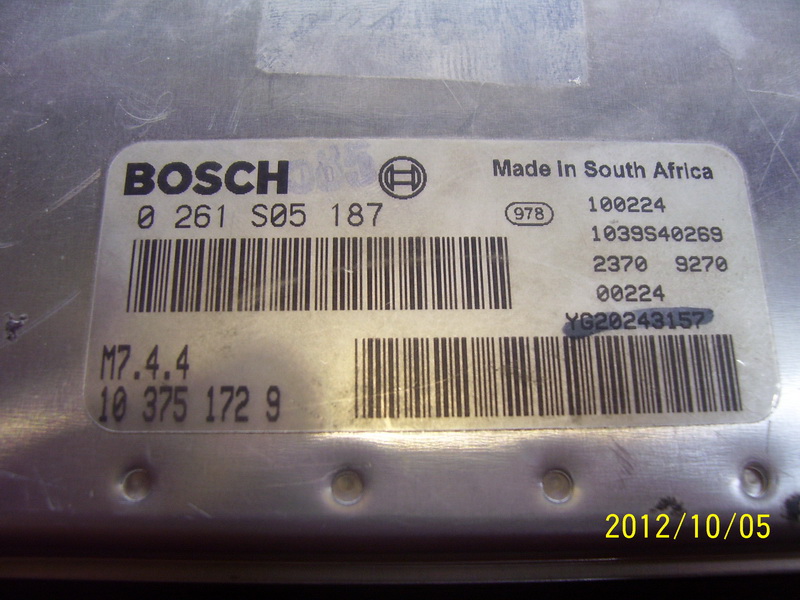 BOSCH
Made in South Africa
0 261 S05 187
978
100224
1039S40269
2370 9270
00224
YG20243157
M7.4.4
10 375 172 9
2012/10/05